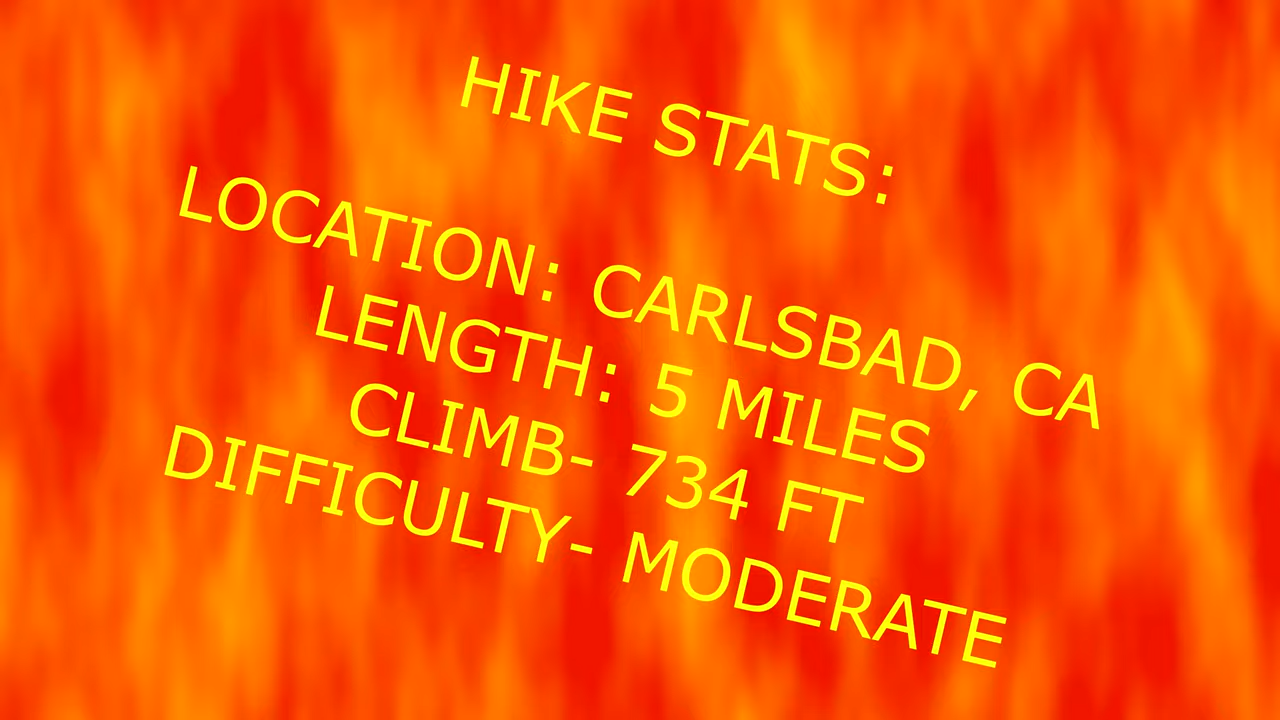 HIKE STATS:
LOCATION: CARLSBAD, CA
LENGTH: 5 MILES
CLIMB- 734 FT
DIFFICULTY- MODERATE